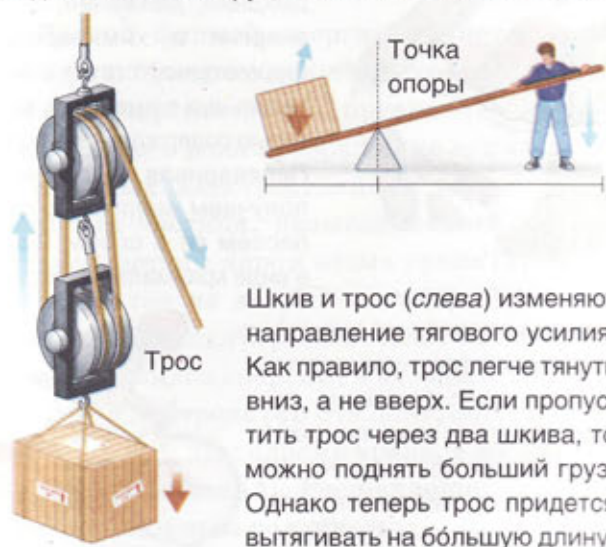 Точка
опоры
Трос
Шкив и трос (слева) изменяю
направление тягового усилия
Как правило, трос легче тянуть
вниз, а не вверх. Если пропус-
тить трос через два шкива, то
можно поднять больший груз
Однако теперь трос придется
вытягивать на бо́льшую длину